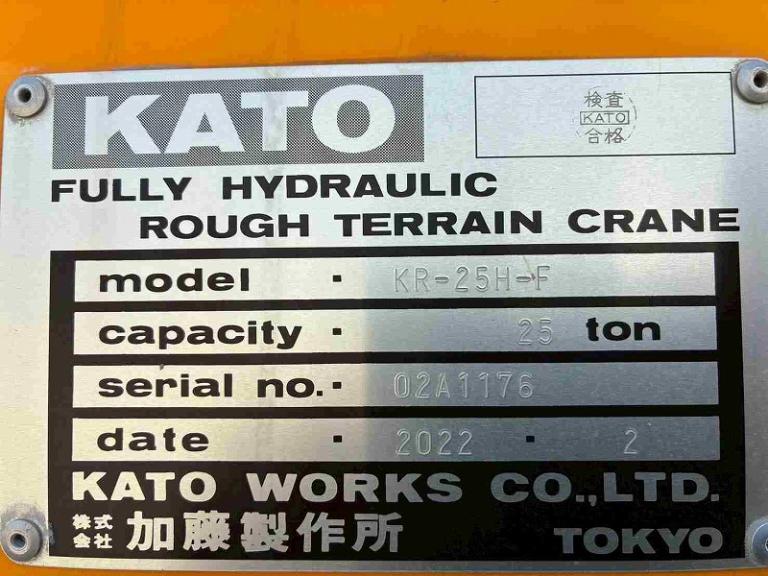 KATO
検査
KATO
合格
FULLY HYDRAULIC
ROUGH TERRAIN CRANE
model · KR-25H-F
capacity · 25 ton
serial no. · 02A1176
date · 2022 · 2
KATO WORKS CO.,LTD.
株式会社 加藤製作所 TOKYO